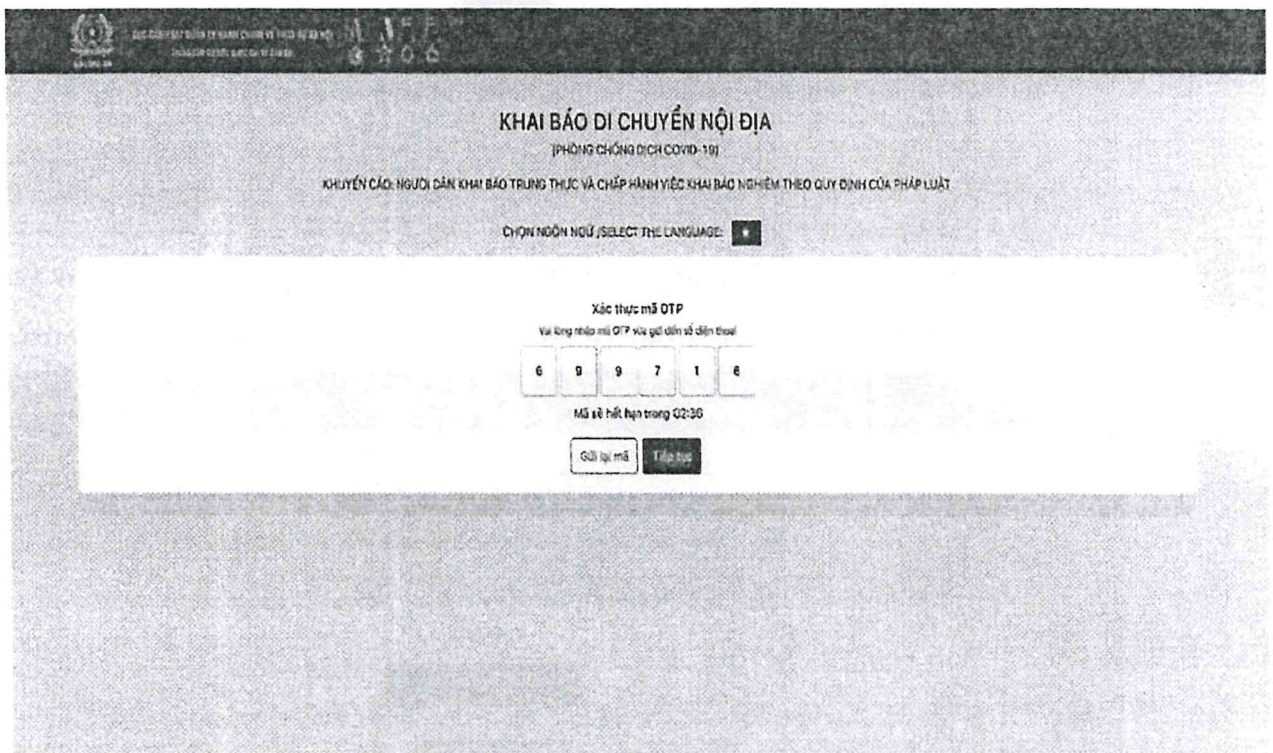 KHAI BÁO DI CHUYỂN NỘI ĐỊA
[PHÒNG CHỐNG DỊCH COVID-19]
KHUYẾN CÁO: NGƯỜI DÂN KHAI BÁO TRUNG THỰC VÀ CHẤP HÀNH VIỆC KHAI BÁO NGHIÊM THEO QUY ĐỊNH CỦA PHÁP LUẬT
CHỌN NGÔN NGỮ /SELECT THE LANGUAGE:
Xác thực mã OTP
Vui lòng nhập mã OTP vừa gửi đến số điện thoại
6 9 9 7 1 6
Mã sẽ hết hạn trong 02:36
Gửi lại mã Tiếp tục